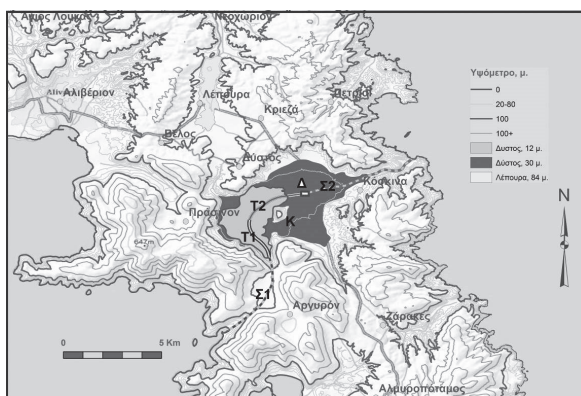 Άγιος Λουκάς
Νεοχώριον
Αλιβέριον
Λέπουρα
Κριεζά
Πετριά
Βέλος
Δύστος
Κόσκινα
Πράσινον
647m
Δ
Σ2
Τ2
Κ
Τ1
Σ1
Αργυρόν
Ζάρακες
Αλμυροπόταμος
0 5 Km
Υψόμετρο, μ.
0
20-80
100
100+
Δυστος, 12 μ.
Δύστος, 30 μ.
Λέπουρα, 84 μ.
N